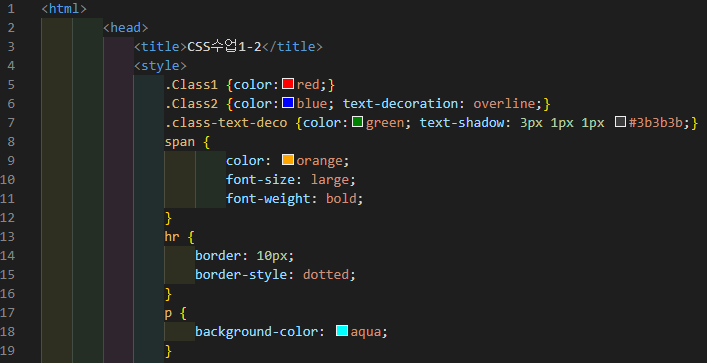 1 <html>
2 <head>
3 <title>CSS수업1-2</title>
4 <style>
5 .Class1 {color:red;}
6 .Class2 {color:blue; text-decoration: overline;}
7 .class-text-deco {color:green; text-shadow: 3px 1px 1px #3b3b3b;}
8 span {
9 color: orange;
10 font-size: large;
11 font-weight: bold;
12 }
13 hr {
14 border: 10px;
15 border-style: dotted;
16 }
17 p {
18 background-color: aqua;
19 }